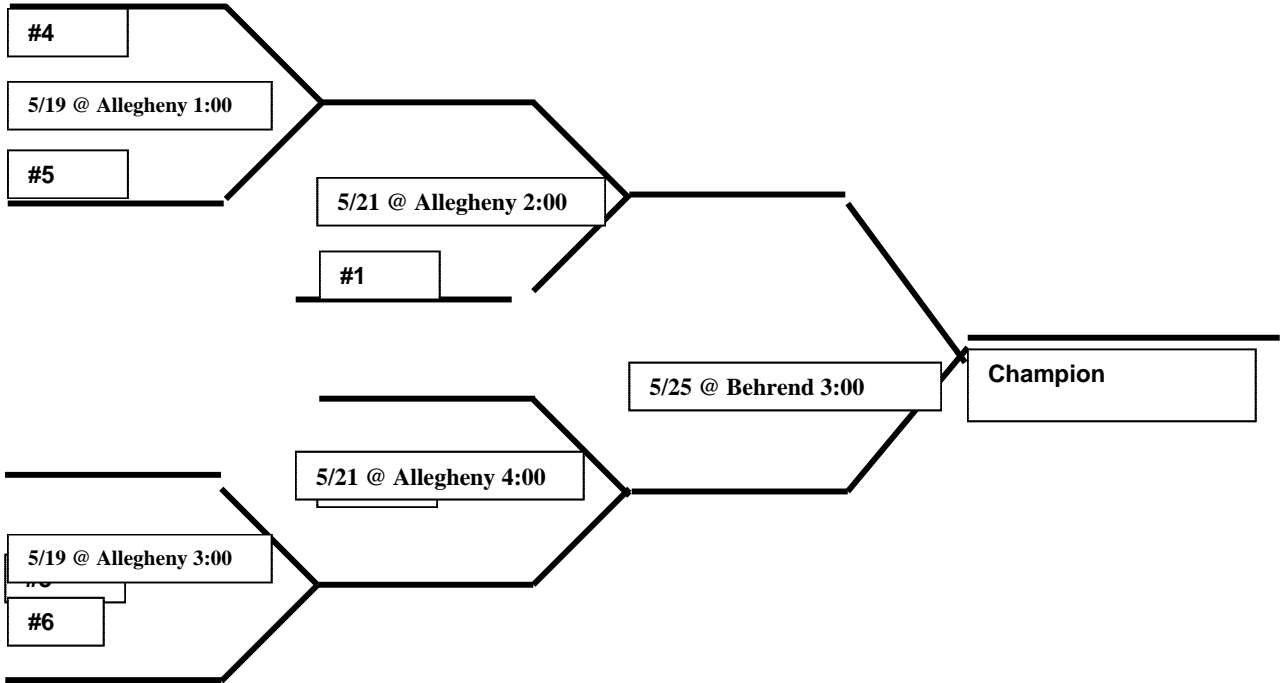 #4
5/19 @ Allegheny 1:00
#5
5/21 @ Allegheny 2:00
#1
5/25 @ Behrend 3:00
Champion
5/21 @ Allegheny 4:00
5/19 @ Allegheny 3:00
#6